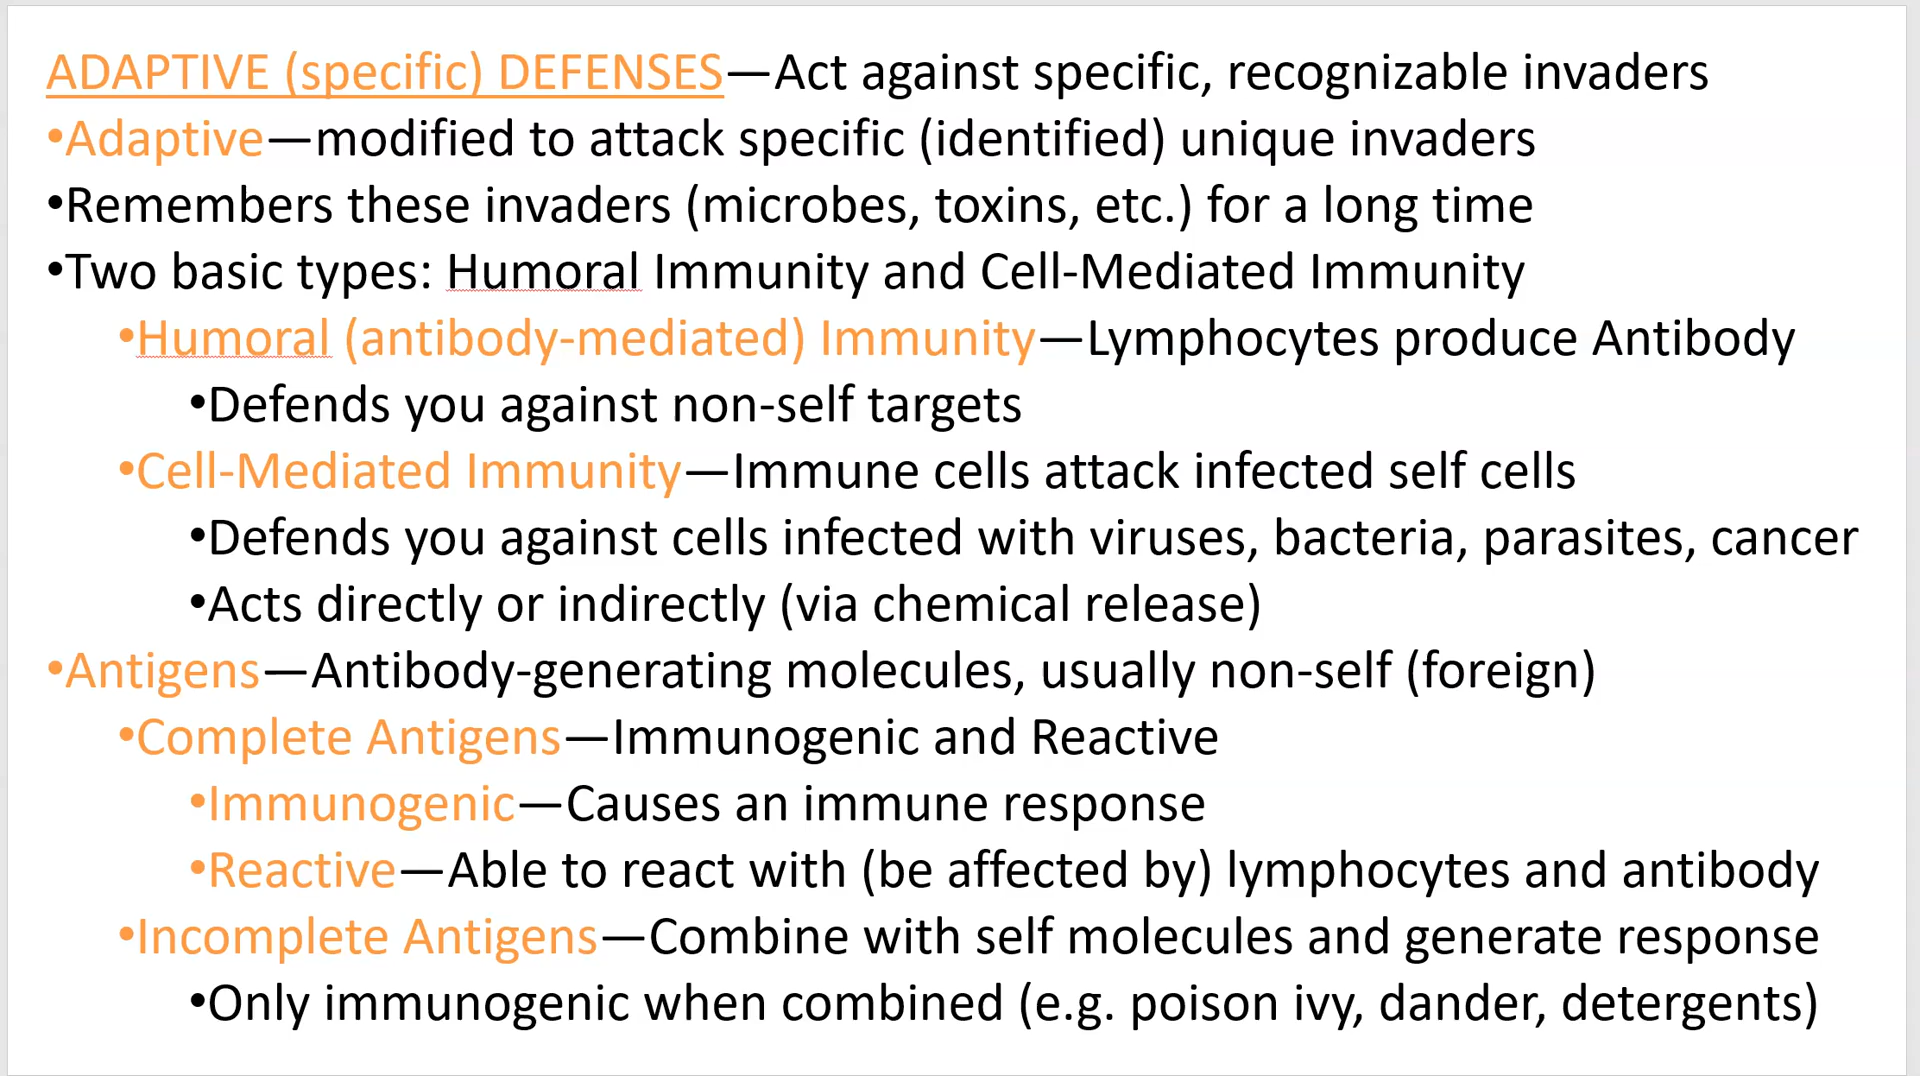 ADAPTIVE (specific) DEFENSES—Act against specific, recognizable invaders
•Adaptive—modified to attack specific (identified) unique invaders
•Remembers these invaders (microbes, toxins, etc.) for a long time
•Two basic types: Humoral Immunity and Cell-Mediated Immunity
•Humoral (antibody-mediated) Immunity—Lymphocytes produce Antibody
•Defends you against non-self targets
•Cell-Mediated Immunity—Immune cells attack infected self cells
•Defends you against cells infected with viruses, bacteria, parasites, cancer
•Acts directly or indirectly (via chemical release)
•Antigens—Antibody-generating molecules, usually non-self (foreign)
•Complete Antigens—Immunogenic and Reactive
•Immunogenic—Causes an immune response
•Reactive—Able to react with (be affected by) lymphocytes and antibody
•Incomplete Antigens—Combine with self molecules and generate response
•Only immunogenic when combined (e.g. poison ivy, dander, detergents)